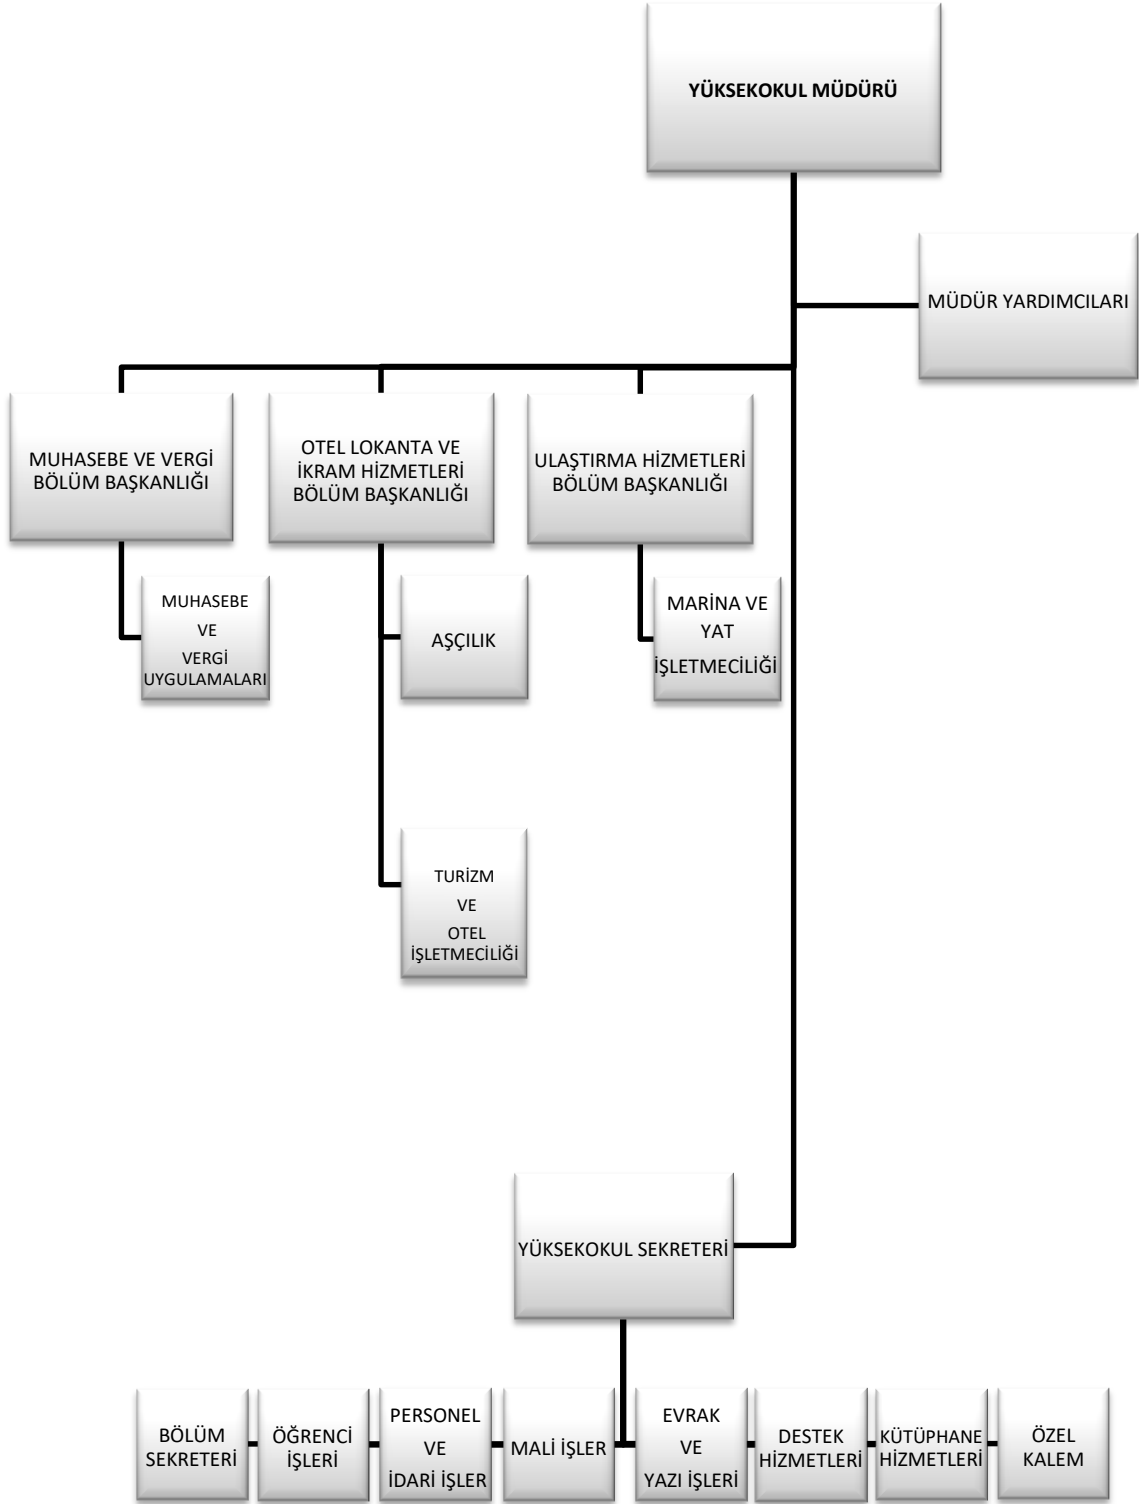 YÜKSEKOKUL MÜDÜRÜ
MÜDÜR YARDIMCILARI
MUHASEBE VE VERGİ
BÖLÜM BAŞKANLIĞI
OTEL LOKANTA VE
İKRAM HİZMETLERİ
BÖLÜM BAŞKANLIĞI
ULAŞTIRMA HİZMETLERİ
BÖLÜM BAŞKANLIĞI
MUHASEBE
VE
VERGİ
UYGULAMALARI
AŞÇILIK
MARİNA VE
YAT
İŞLETMECİLİĞİ
TURİZM
VE
OTEL
İŞLETMECİLİĞİ
YÜKSEKOKUL SEKRETERİ
BÖLÜM
SEKRETERİ
ÖĞRENCİ
İŞLERİ
PERSONEL
VE
İDARİ İŞLER
MALİ İŞLER
EVRAK
VE
YAZI İŞLERİ
DESTEK
HİZMETLERİ
KÜTÜPHANE
HİZMETLERİ
ÖZEL
KALEM